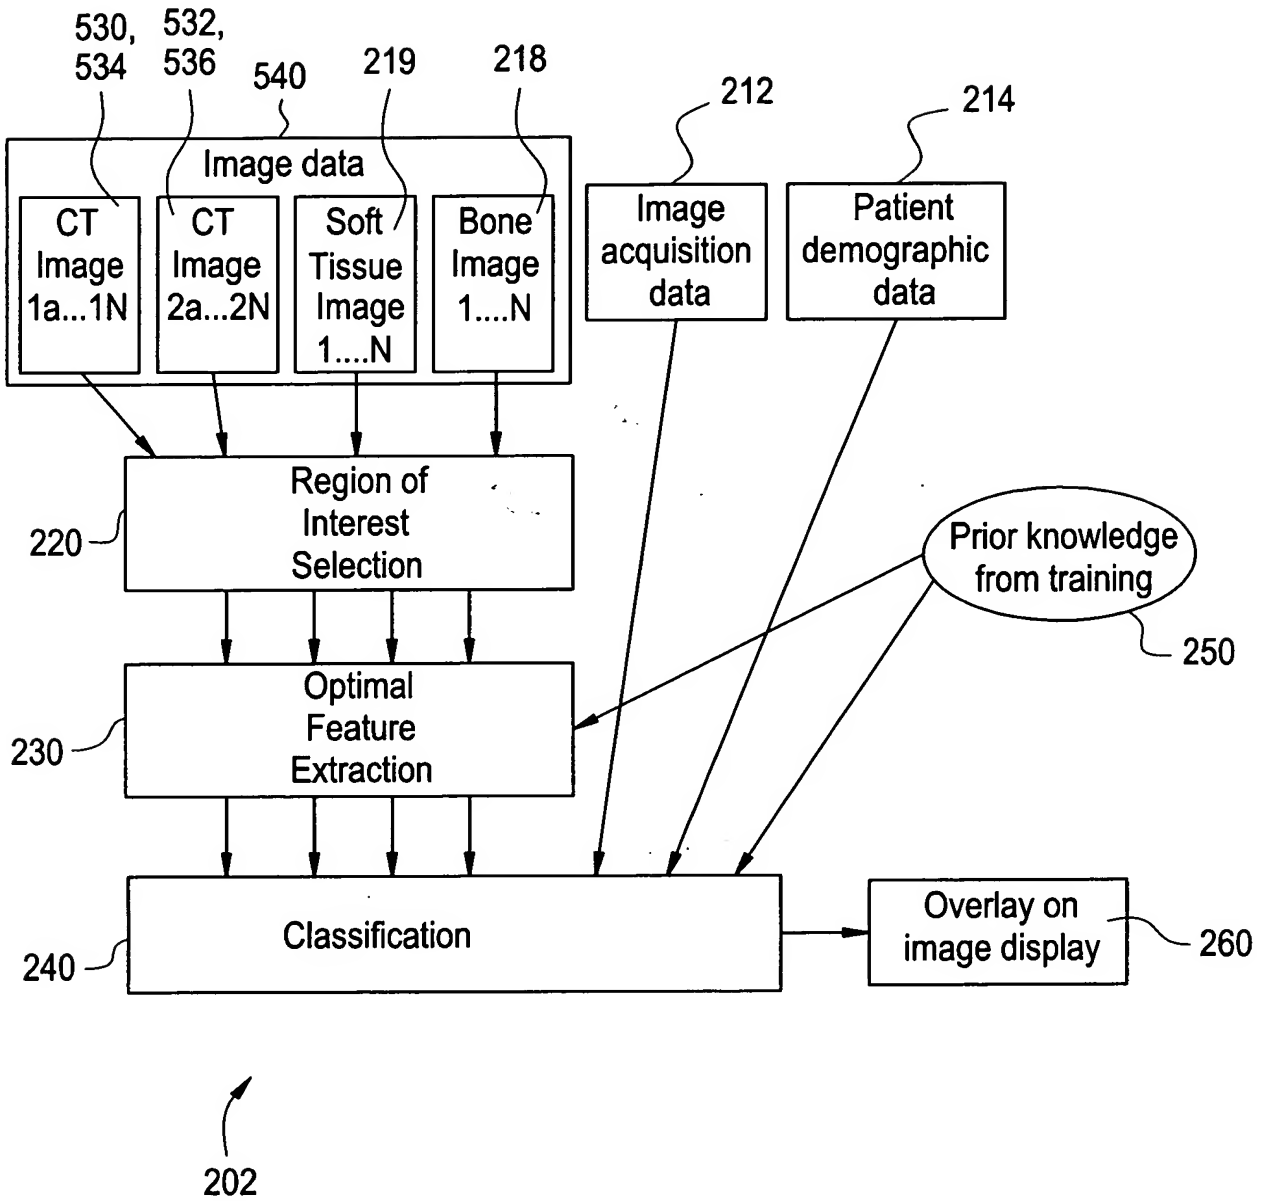 530,
534
532,
536
540
219
218
212
214
Image data
CT
Image
1a...1N
CT
Image
2a...2N
Soft
Tissue
Image
1....N
Bone
Image
1....N
Image
acquisition
data
Patient
demographic
data
Region of
Interest
Selection
220
Prior knowledge
from training
250
Optimal
Feature
Extraction
230
Classification
240
Overlay on
image display
260
202